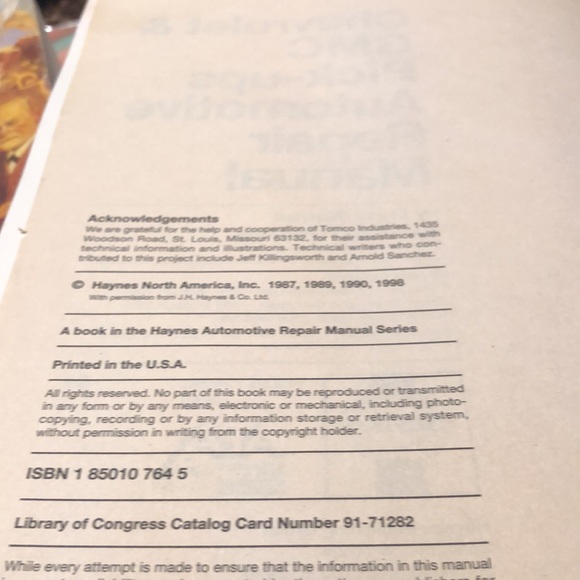 Acknowledgements
We are grateful for the help and cooperation of Tomco Industries, 1435
Woodson Road, St. Louis, Missouri 63132, for their assistance with
technical information and illustrations. Technical writers who con-
tributed to this project include Jeff Killingsworth and Arnold Sanchez.
© Haynes North America, Inc. 1987, 1989, 1990, 1998
With permission from J.H. Haynes & Co. Ltd.
A book in the Haynes Automotive Repair Manual Series
Printed in the U.S.A.
All rights reserved. No part of this book may be reproduced or transmitted
in any form or by any means, electronic or mechanical, including photo-
copying, recording or by any information storage or retrieval system,
without permission in writing from the copyright holder.
ISBN 1 85010 764 5
Library of Congress Catalog Card Number 91-71282
While every attempt is made to ensure that the information in this manual